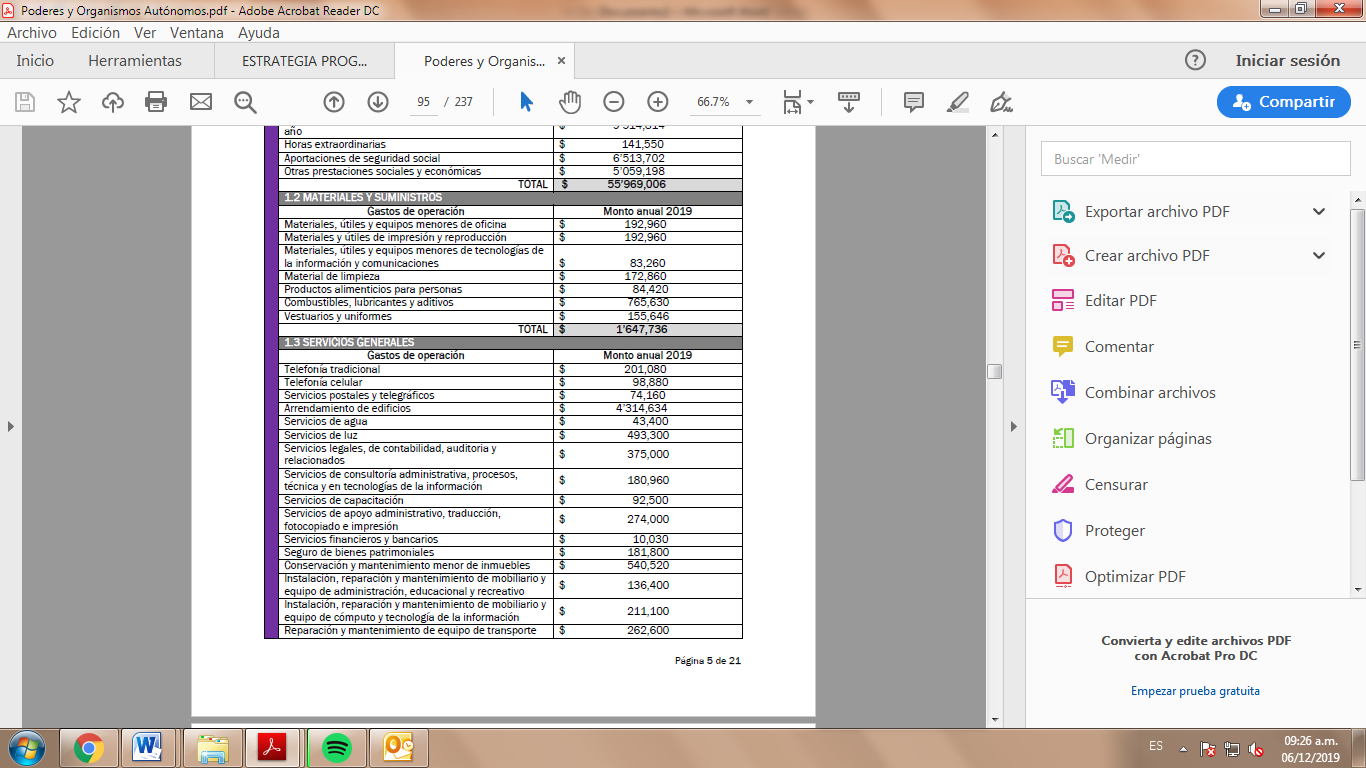 Poderes y Organismos Autónomos.pdf - Adobe Acrobat Reader DC
Archivo Edición Ver Ventana Ayuda
Inicio Herramientas ESTRATEGIA PROG... Poderes y Organis... × Iniciar sesión
95 / 237 66.7% Compartir
año $
Horas extraordinarias $ 141,550
Aportaciones de seguridad social $ 6'513,702
Otras prestaciones sociales y económicas $ 5'059,198
TOTAL $ 55'969,006
1.2 MATERIALES Y SUMINISTROS
Gastos de operación Monto anual 2019
Materiales, útiles y equipos menores de oficina $ 192,960
Materiales y útiles de impresión y reproducción $ 192,960
Materiales, útiles y equipos menores de tecnologías de
la información y comunicaciones $ 83,260
Material de limpieza $ 172,860
Productos alimenticios para personas $ 84,420
Combustibles, lubricantes y aditivos $ 765,630
Vestuarios y uniformes $ 155,646
TOTAL $ 1'647,736
1.3 SERVICIOS GENERALES
Gastos de operación Monto anual 2019
Telefonía tradicional $ 201,080
Telefonía celular $ 98,880
Servicios postales y telegráficos $ 74,160
Arrendamiento de edificios $ 4'314,634
Servicios de agua $ 43,400
Servicios de luz $ 493,300
Servicios legales, de contabilidad, auditoria y
relacionados $ 375,000
Servicios de consultoría administrativa, procesos,
técnica y en tecnologías de la información $ 180,960
Servicios de capacitación $ 92,500
Servicios de apoyo administrativo, traducción,
fotocopiado e impresión $ 274,000
Servicios financieros y bancarios $ 10,030
Seguro de bienes patrimoniales $ 181,800
Conservación y mantenimiento menor de inmuebles $ 540,520
Instalación, reparación y mantenimiento de mobiliario y
equipo de administración, educacional y recreativo $ 136,400
Instalación, reparación y mantenimiento de mobiliario y
equipo de cómputo y tecnología de la información $ 211,100
Reparación y mantenimiento de equipo de transporte $ 262,600
Página 5 de 21
Buscar 'Medir'
Exportar archivo PDF
Crear archivo PDF
Editar PDF
Comentar
Combinar archivos
Organizar páginas
Censurar
Proteger
Optimizar PDF
Convierta y edite archivos PDF
con Acrobat Pro DC
Empezar prueba gratuita
ES
09:26 a.m.
06/12/2019